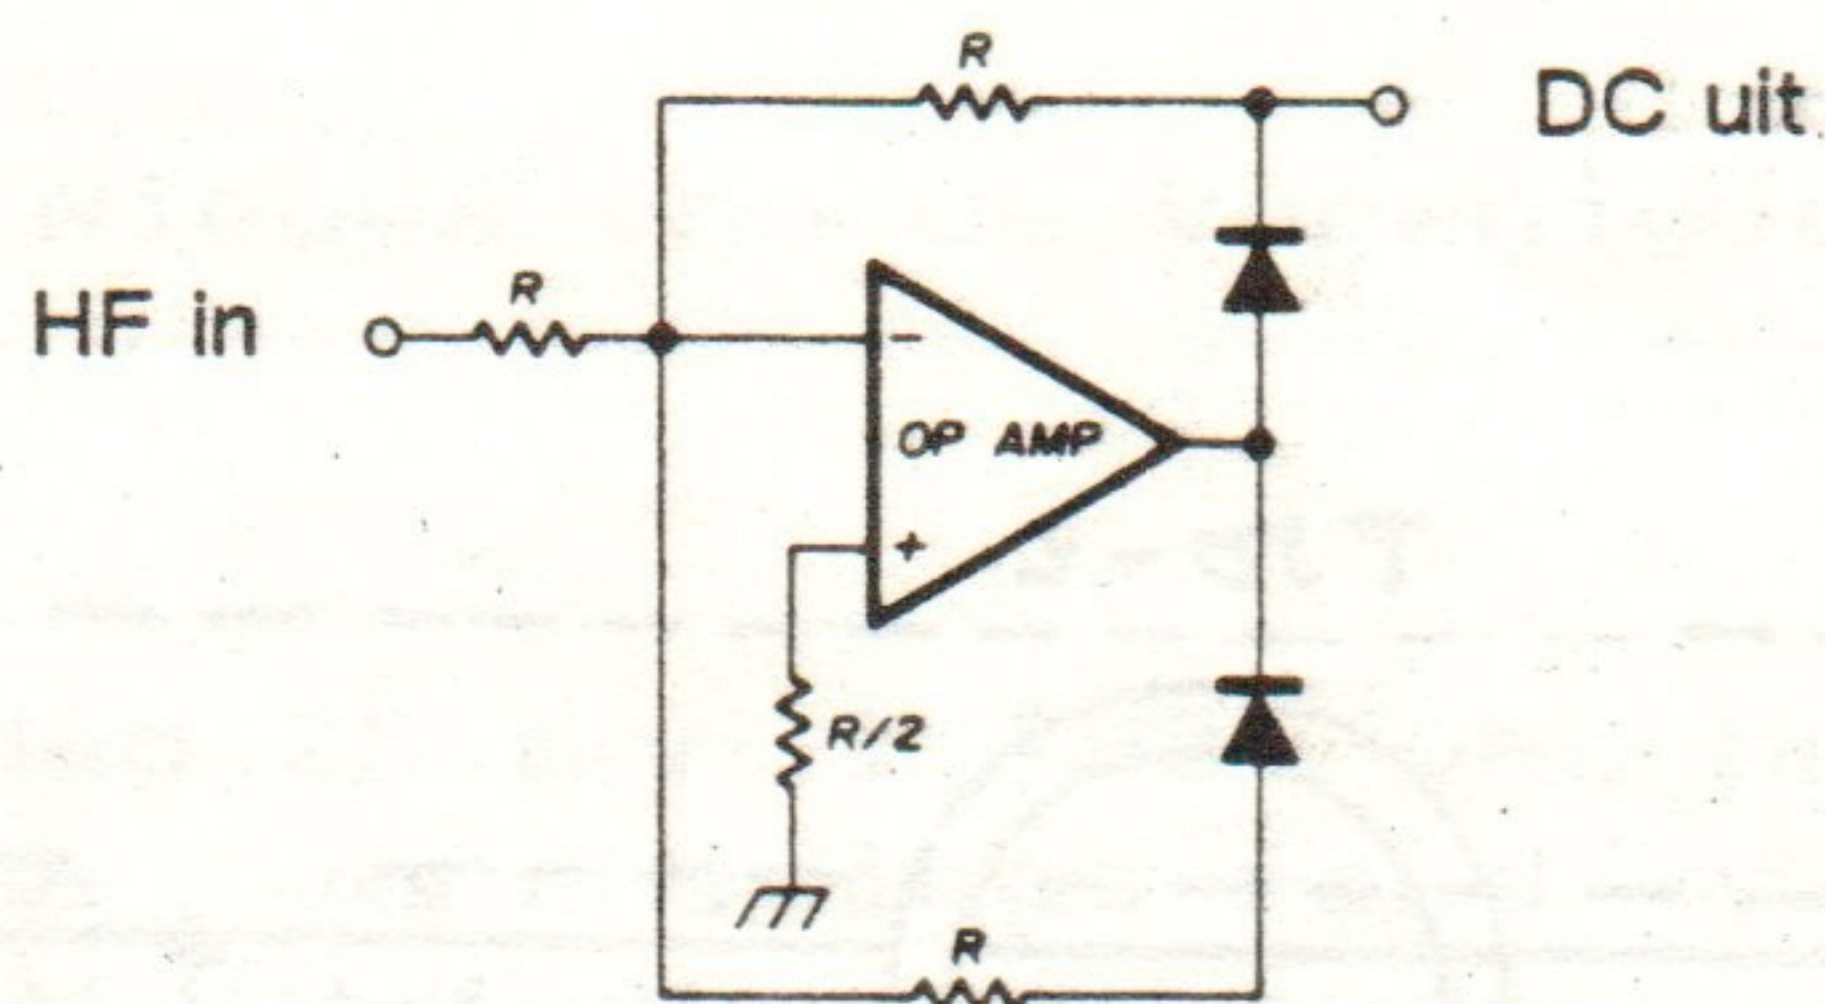 R
DC uit
R
HF in
-
OP AMP
+
R/2
R